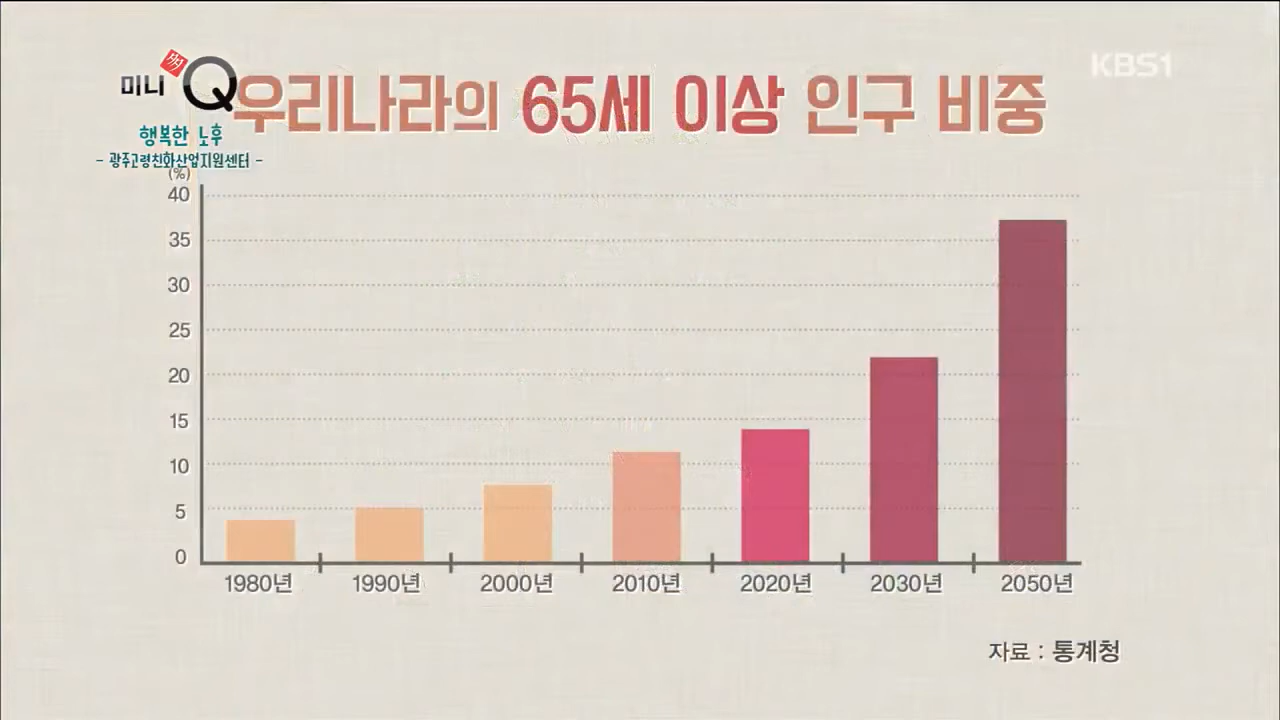 미니 多 Q
행복한 노후
- 광주고령친화산업지원센터 -
우리나라의 65세 이상 인구 비중
KBS1
(%)
40
35
30
25
20
15
10
5
0
1980년 1990년 2000년 2010년 2020년 2030년 2050년
자료 : 통계청